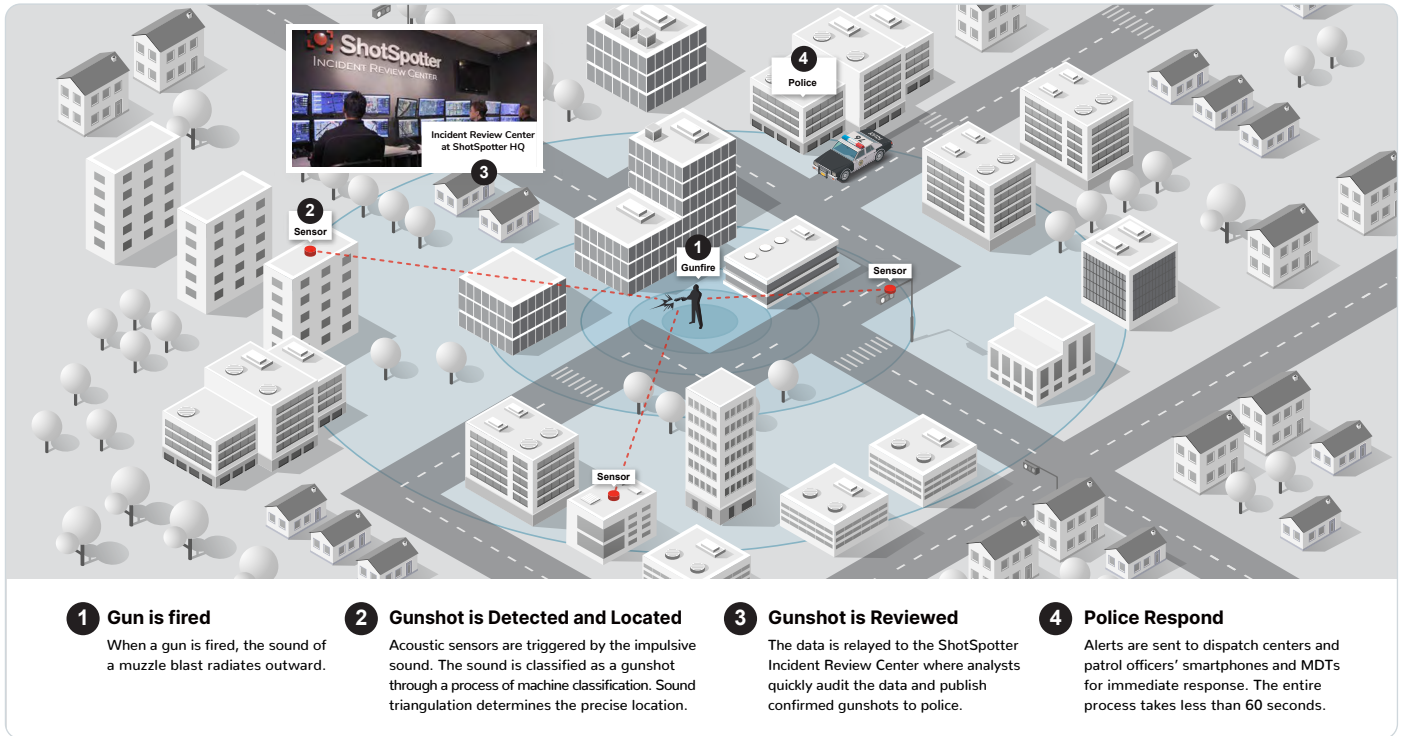 ShotSpotter
INCIDENT REVIEW CENTER
Incident Review Center
at ShotSpotter HQ
3
4
Police
2
Sensor
1
Gunfire
Sensor
Sensor
1 Gun is fired
When a gun is fired, the sound of
a muzzle blast radiates outward.
2 Gunshot is Detected and Located
Acoustic sensors are triggered by the impulsive
sound. The sound is classified as a gunshot
through a process of machine classification. Sound
triangulation determines the precise location.
3 Gunshot is Reviewed
The data is relayed to the ShotSpotter
Incident Review Center where analysts
quickly audit the data and publish
confirmed gunshots to police.
4 Police Respond
Alerts are sent to dispatch centers and
patrol officers' smartphones and MDTs
for immediate response. The entire
process takes less than 60 seconds.